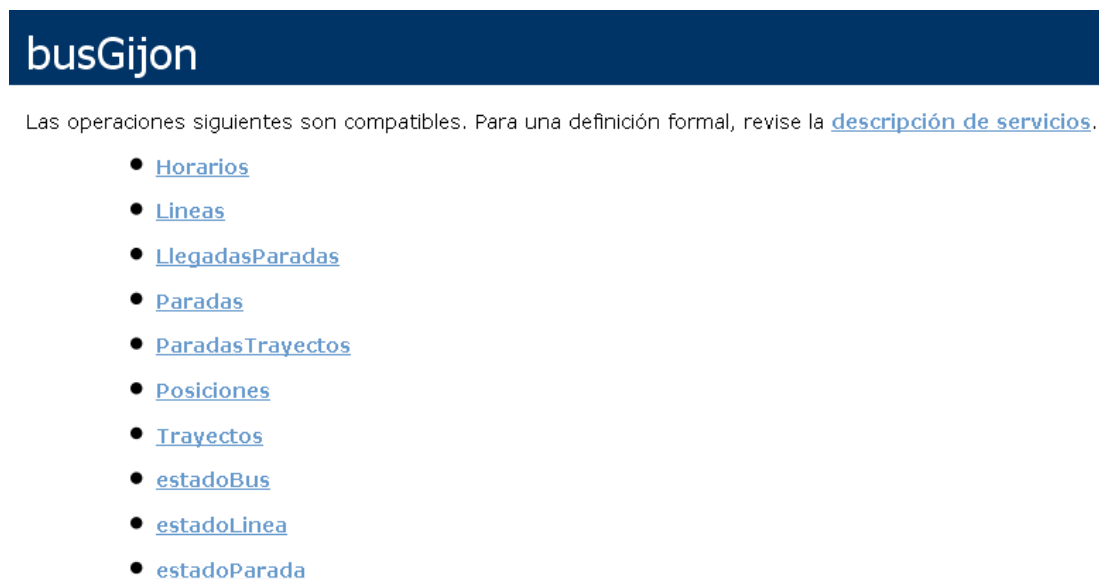 busGijon
Las operaciones siguientes son compatibles. Para una definición formal, revise la descripción de servicios.
Horarios
Lineas
LlegadasParadas
Paradas
ParadasTrayectos
Posiciones
Trayectos
estadoBus
estadoLinea
estadoParada